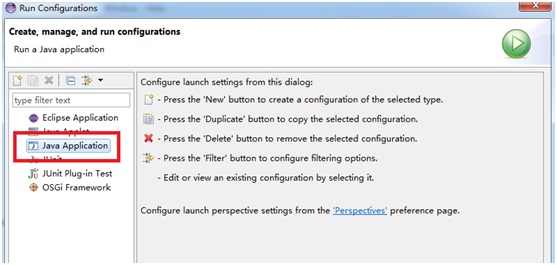 Run Configurations
Create, manage, and run configurations
Run a Java application
type filter text
Eclipse Application
Java Applet
Java Application
JUnit
JUnit Plug-in Test
OSGi Framework
Configure launch settings from this dialog:
- Press the 'New' button to create a configuration of the selected type.
- Press the 'Duplicate' button to copy the selected configuration.
- Press the 'Delete' button to remove the selected configuration.
- Press the 'Filter' button to configure filtering options.
- Edit or view an existing configuration by selecting it.
Configure launch perspective settings from the 'Perspectives' preference page.